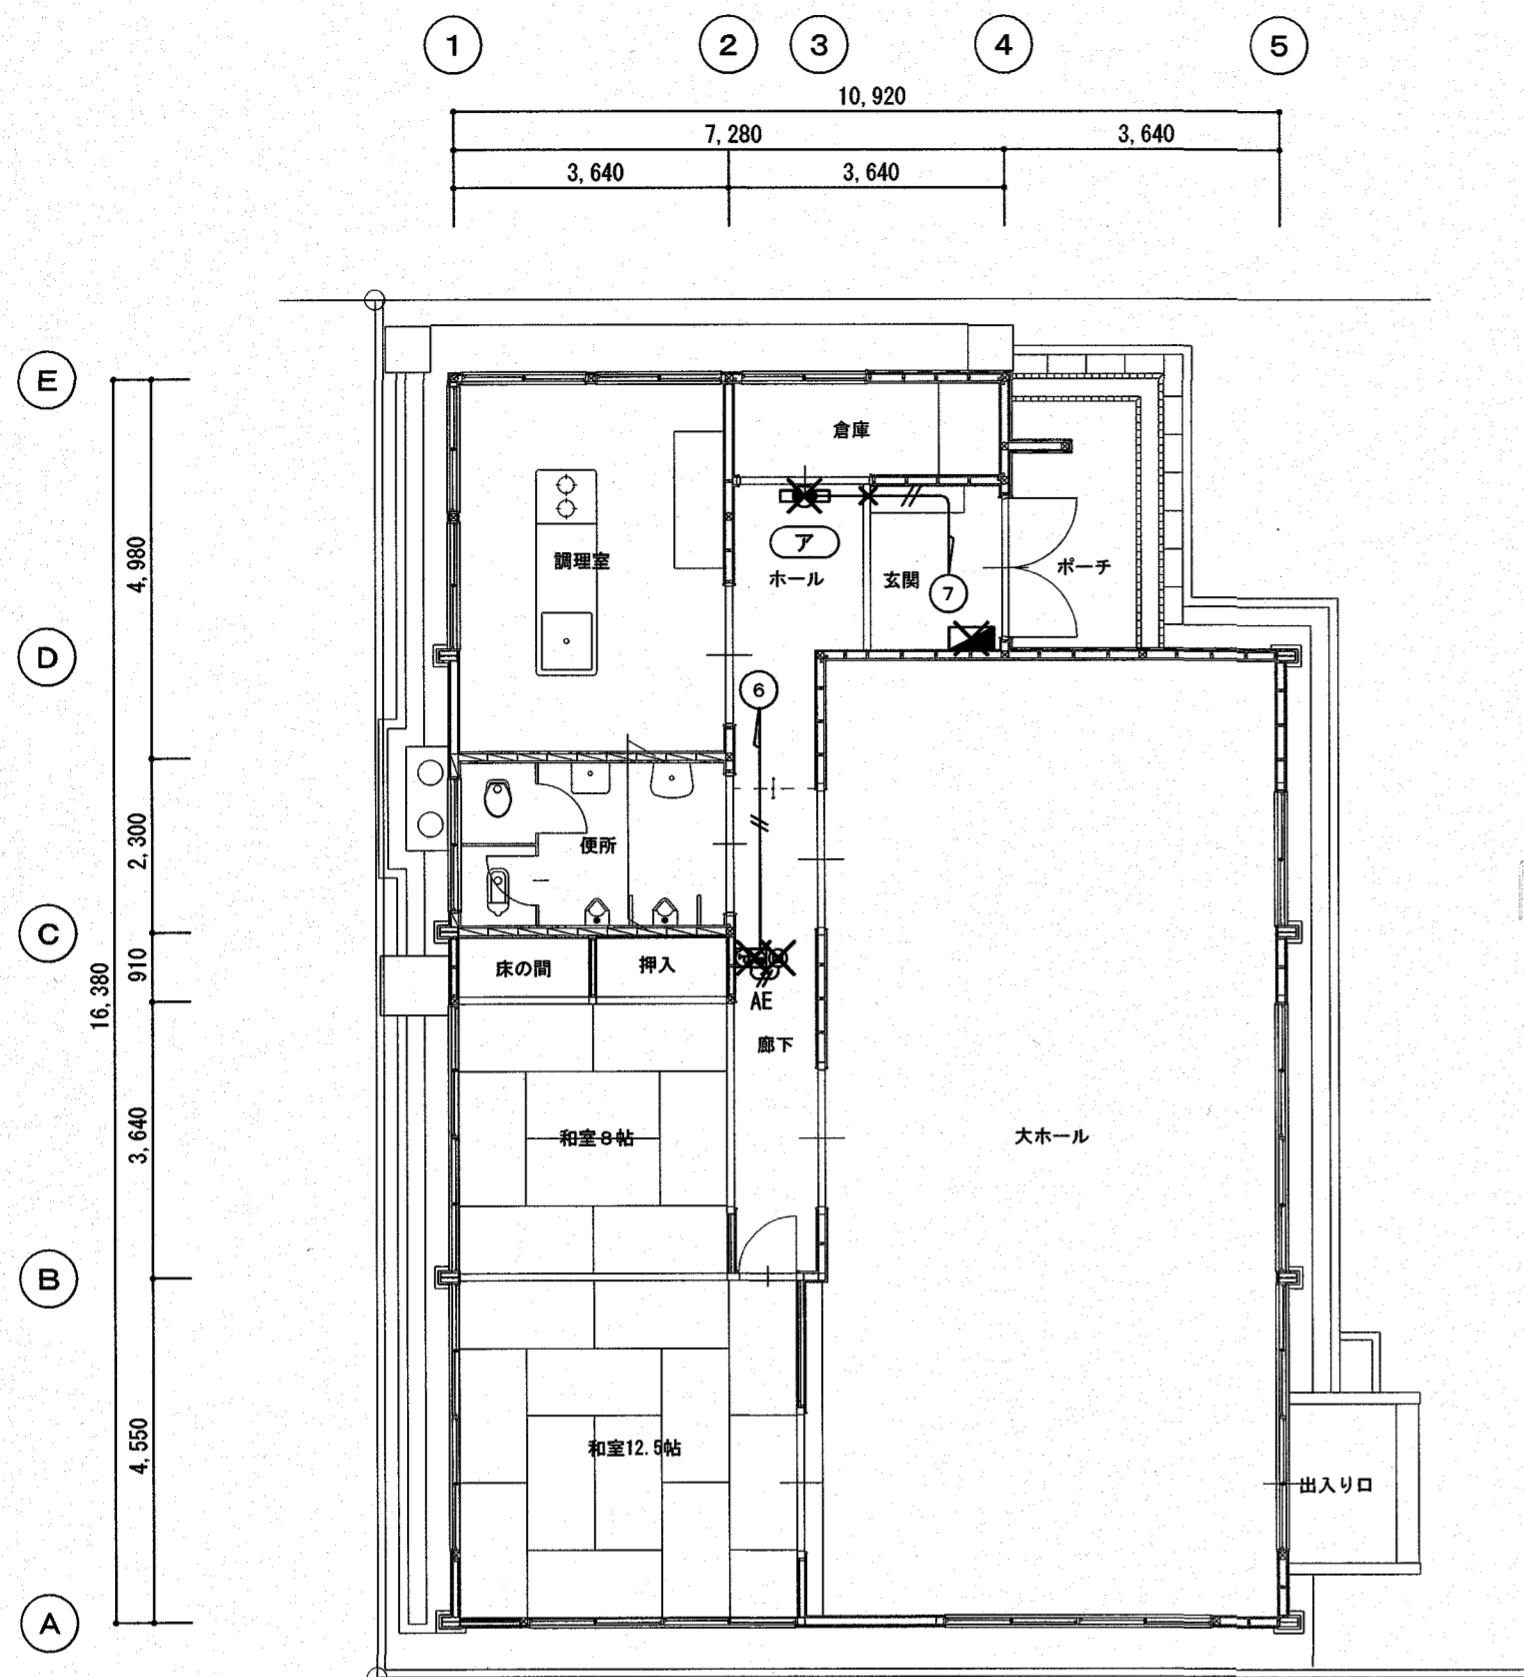 1 2 3 4 5
10,920
7,280 3,640
3,640 3,640
E
倉庫
4,980
調理室
ア
ホール
玄関
ポーチ
7
D
6
2,300
便所
C
910
床の間
押入
16,380
AE
廊下
3,640
和室8帖
大ホール
B
4,550
和室12.5帖
出入り口
A